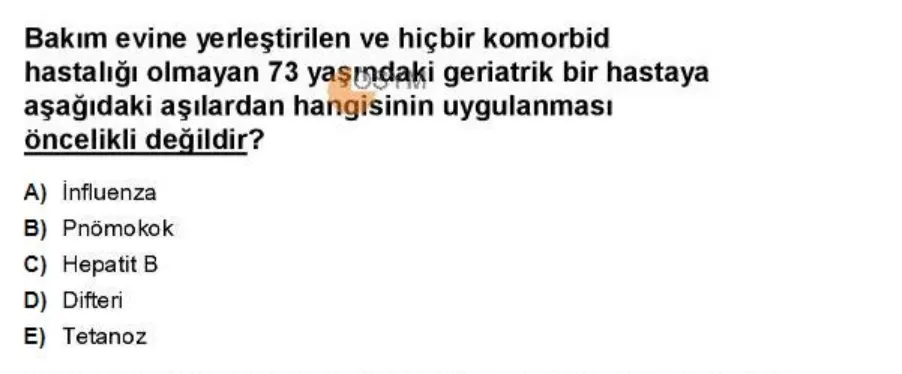 Bakım evine yerleştirilen ve hiçbir komorbid
hastalığı olmayan 73 yaşındaki geriatrik bir hastaya
aşağıdaki aşılardan hangisinin uygulanması
öncelikli değildir?
A) İnfluenza
B) Pnömokok
C) Hepatit B
D) Difteri
E) Tetanoz